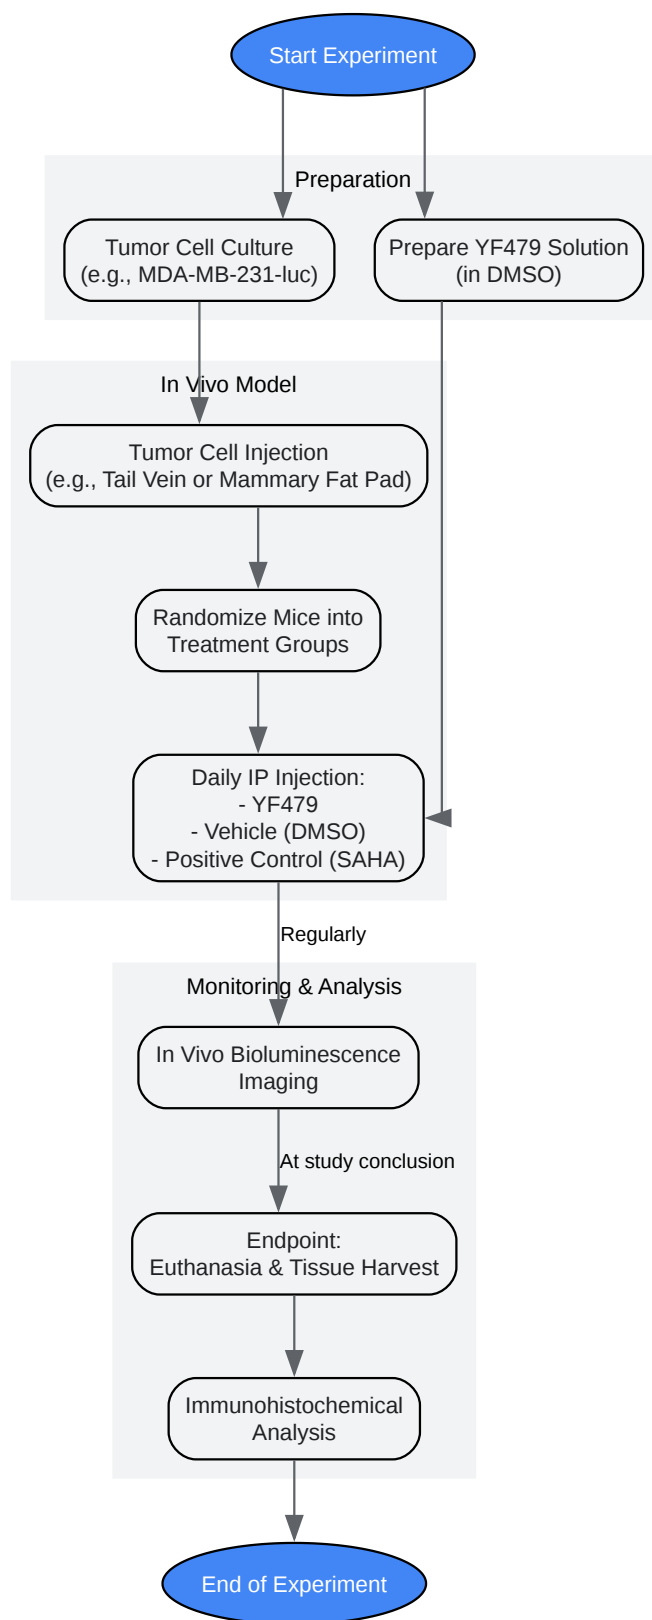 Start Experiment
Preparation
Tumor Cell Culture
(e.g., MDA-MB-231-luc)
Prepare YF479 Solution
(in DMSO)
In Vivo Model
Tumor Cell Injection
(e.g., Tail Vein or Mammary Fat Pad)
Randomize Mice into
Treatment Groups
Daily IP Injection:
- YF479
- Vehicle (DMSO)
- Positive Control (SAHA)
Regularly
Monitoring & Analysis
In Vivo Bioluminescence
Imaging
At study conclusion
Endpoint:
Euthanasia & Tissue Harvest
Immunohistochemical
Analysis
End of Experiment